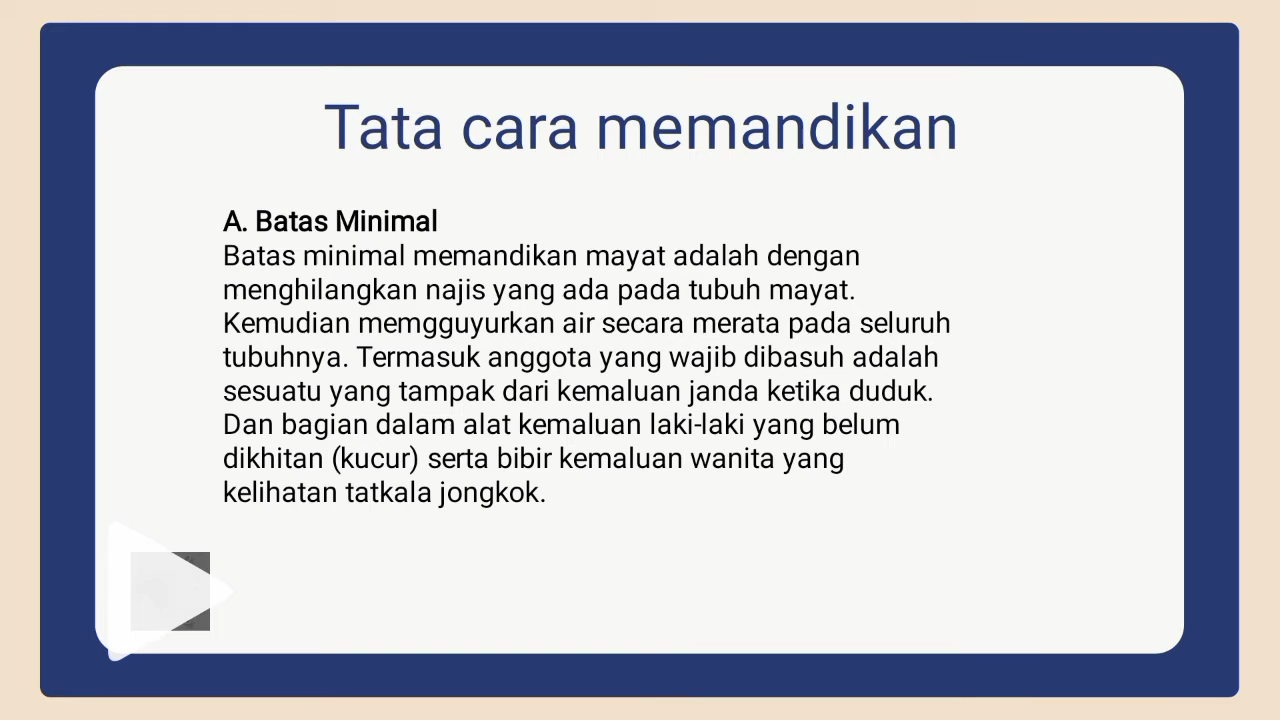 Tata cara memandikan
A. Batas Minimal
Batas minimal memandikan mayat adalah dengan
menghilangkan najis yang ada pada tubuh mayat.
Kemudian memgguyurkan air secara merata pada seluruh
tubuhnya. Termasuk anggota yang wajib dibasuh adalah
sesuatu yang tampak dari kemaluan janda ketika duduk.
Dan bagian dalam alat kemaluan laki-laki yang belum
dikhitan (kucur) serta bibir kemaluan wanita yang
kelihatan tatkala jongkok.